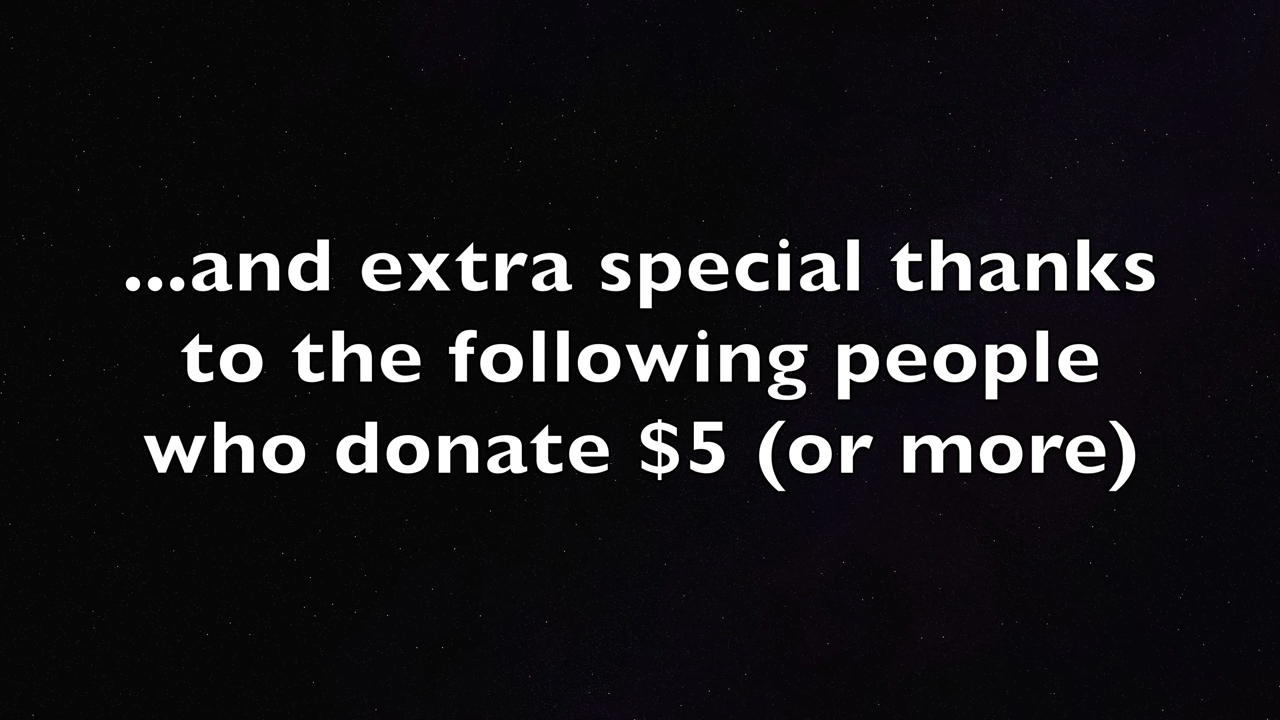 ...and extra special thanks
to the following people
who donate $5 (or more)